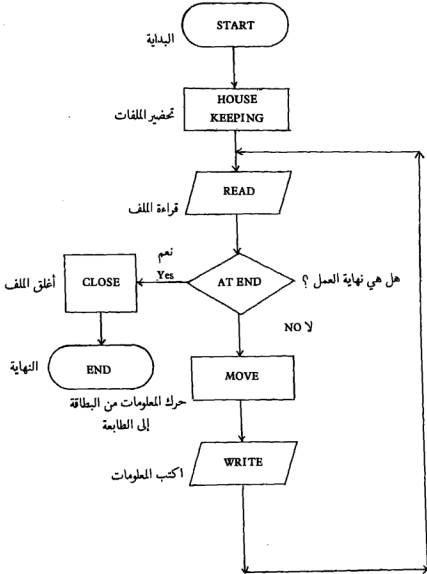 START
البداية
HOUSE
KEEPING
تحضير الملفات
READ
قراءة الملف
نعم
Yes
AT END
هل هي نهاية العمل ؟
CLOSE
أغلق الملف
لا NO
END
النهاية
MOVE
حرك المعلومات من البطاقة
إلى الطابعة
WRITE
اكتب المعلومات